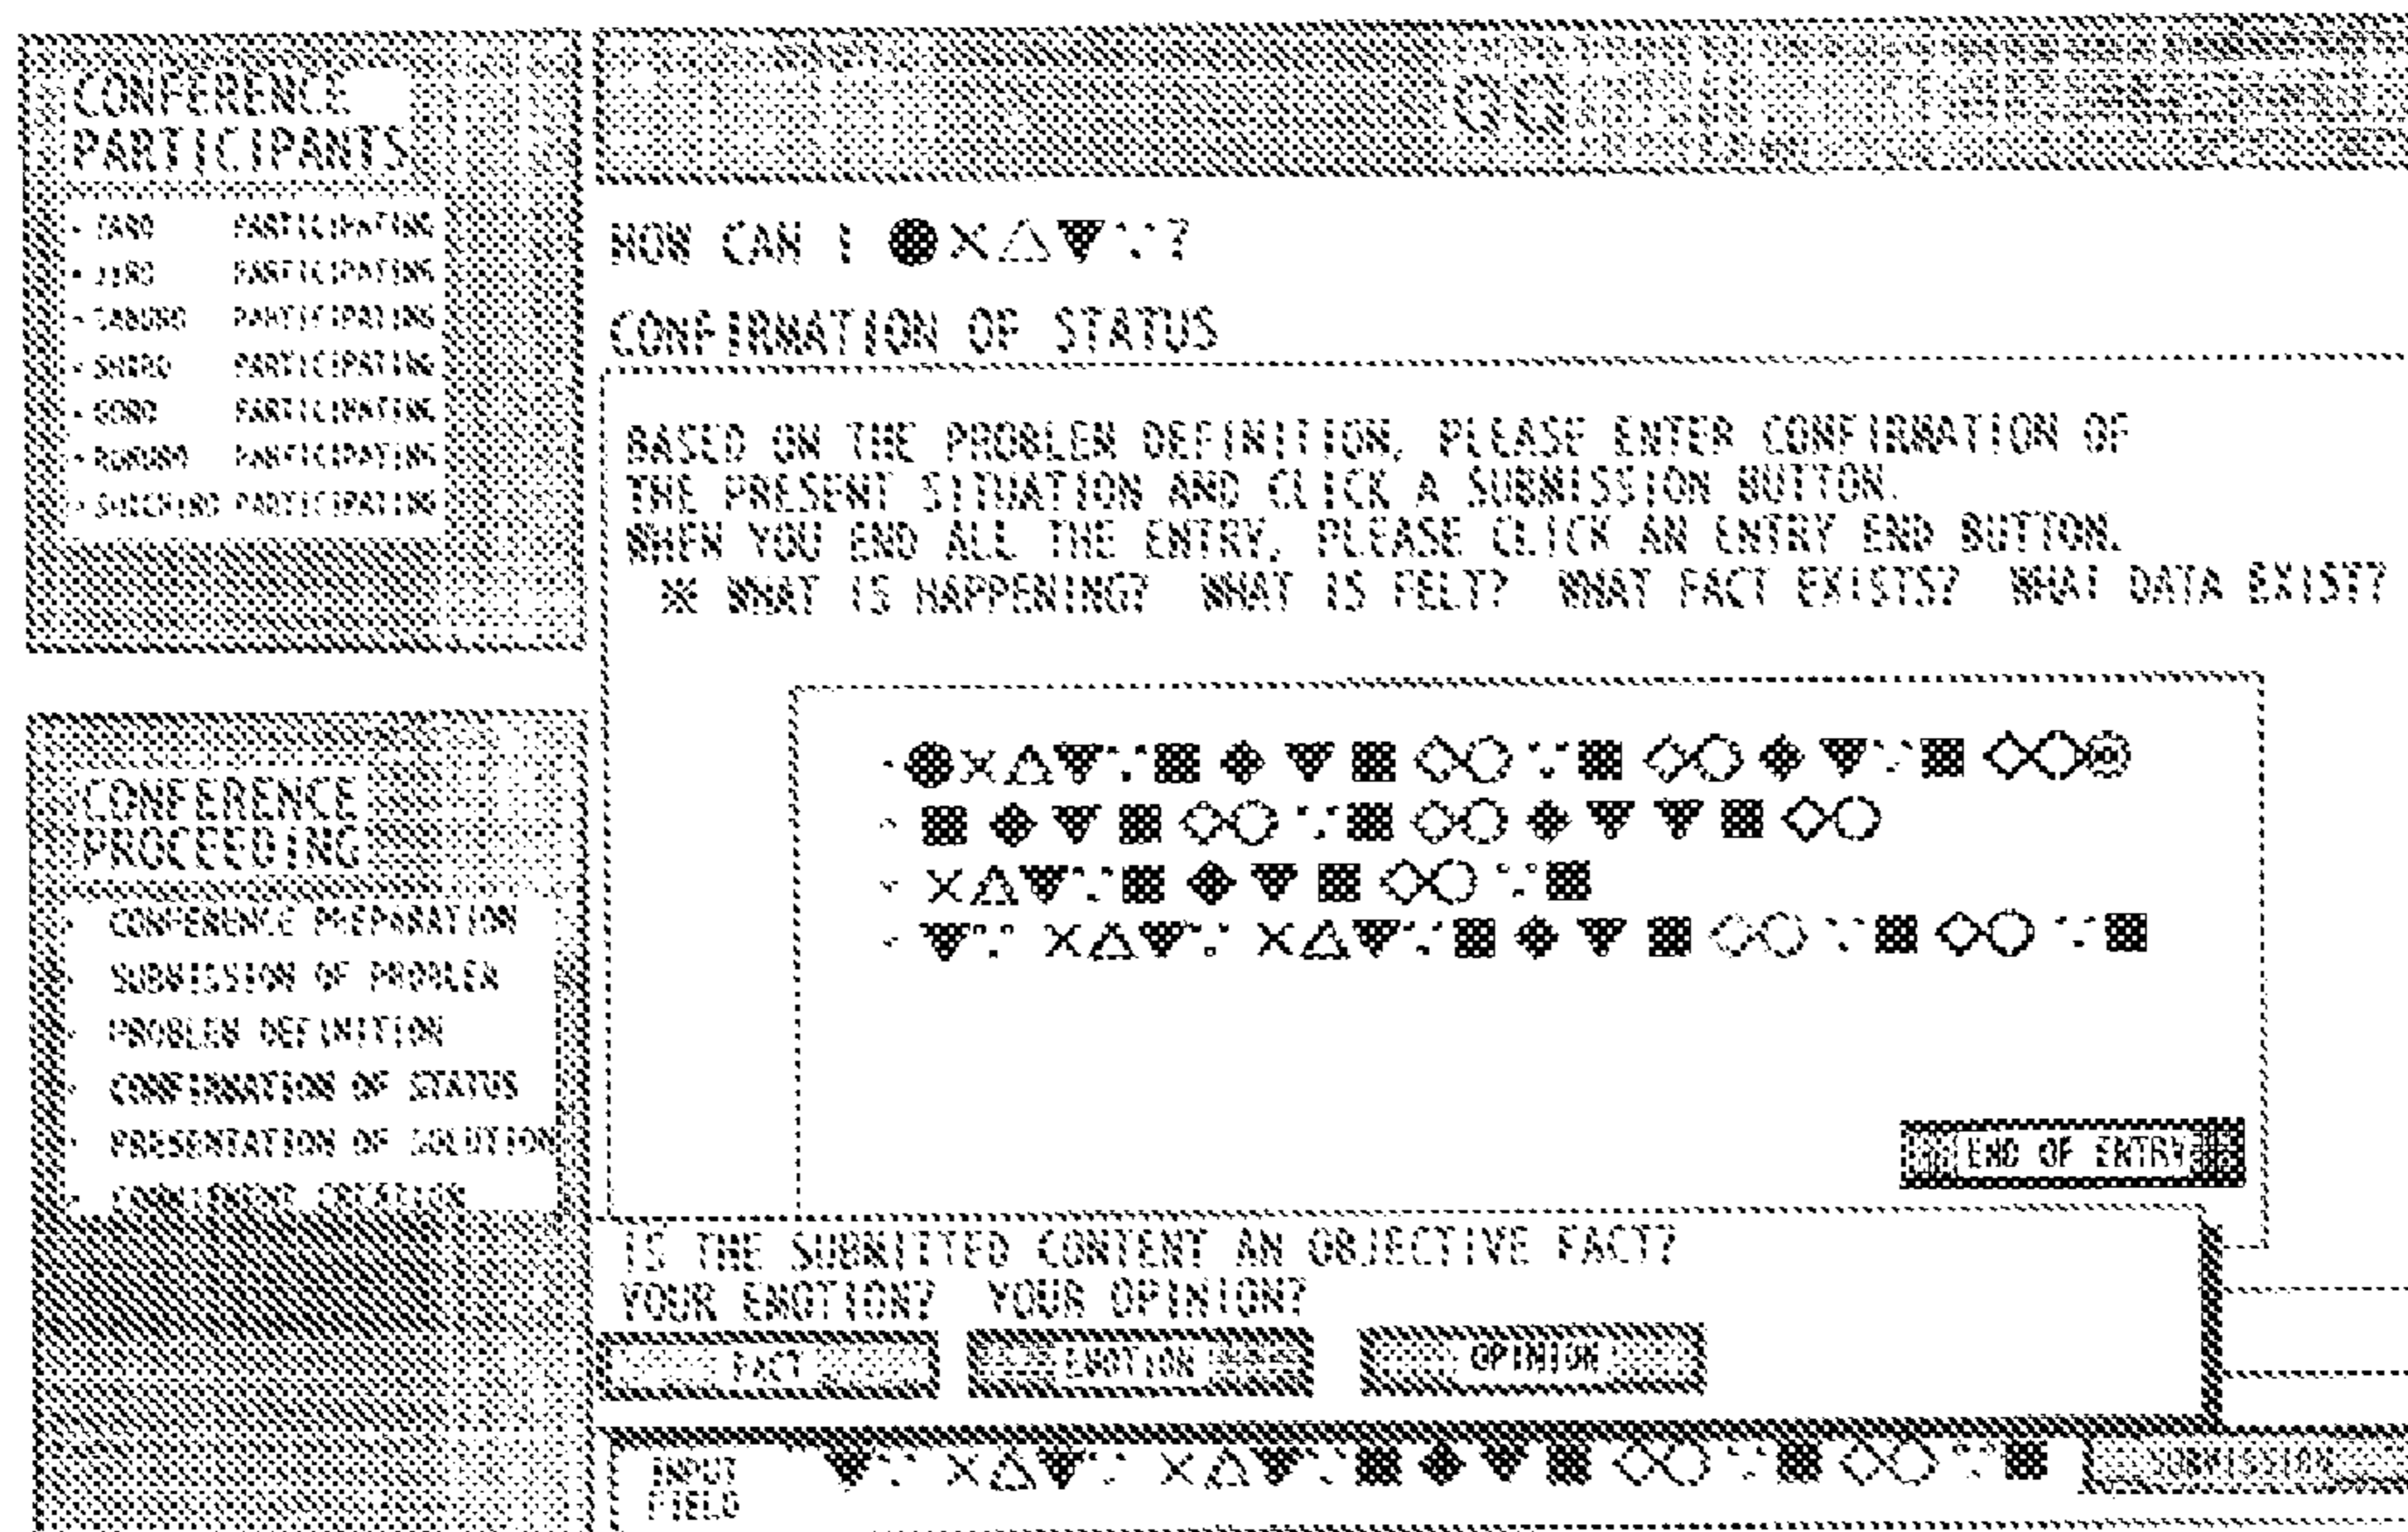 CONFERENCE
PARTICIPANTS
・TARO PARTICIPATING
・JIRO PARTICIPATING
・SABURO PARTICIPATING
・SHIRO PARTICIPATING
・GORO PARTICIPATING
・ROKURO PARTICIPATING
・SHICHIRO PARTICIPATING
CONFERENCE
PROCEEDING
・ CONFERENCE PREPARATION
・ SUBMISSION OF PROBLEM
・ PROBLEM DEFINITION
・ CONFIRMATION OF STATUS
・ PRESENTATION OF SOLUTION
・ COMMITMENT CREATION
HOW CAN I ●×△▼∵?
CONFIRMATION OF STATUS
BASED ON THE PROBLEM DEFINITION, PLEASE ENTER CONFIRMATION OF
THE PRESENT SITUATION AND CLICK A SUBMISSION BUTTON.
WHEN YOU END ALL THE ENTRY, PLEASE CLICK AN ENTRY END BUTTON.
※ WHAT IS HAPPENING? WHAT IS FELT? WHAT FACT EXISTS? WHAT DATA EXIST?
・●×△▼∵■◆▼■◇○∵■◇○◆▼∵■◇○◎
・■◆▼■◇○∵■◇○◆▼▼■◇○
・×△▼∵■◆▼■◇○∵■
・▼∵ ×△▼∵ ×△▼∵■◆▼■◇○∵■◇○∵■
END OF ENTRY
IS THE SUBMITTED CONTENT AN OBJECTIVE FACT?
YOUR EMOTION? YOUR OPINION?
FACT EMOTION OPINION
INPUT
FIELD
▼∵ ×△▼∵ ×△▼∵■◆▼■◇○∵■◇○∵■
SUBMISSION